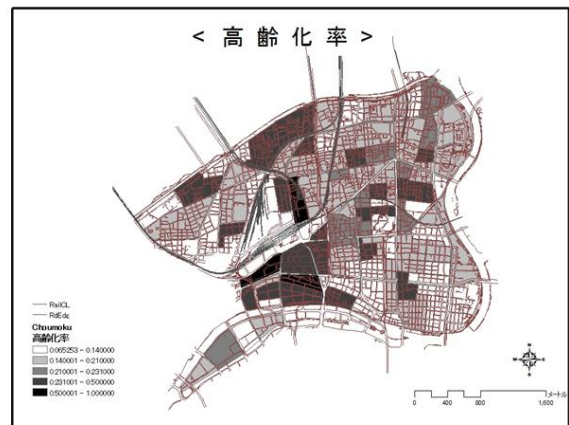 < 高 齢 化 率 >
RailCL
RdEdg
Choumoku
高齢化率
0.065253 - 0.140000
0.140001 - 0.210000
0.210001 - 0.231000
0.231001 - 0.500000
0.500001 - 1.000000
N
W E
S
0 400 800 1,600
メートル